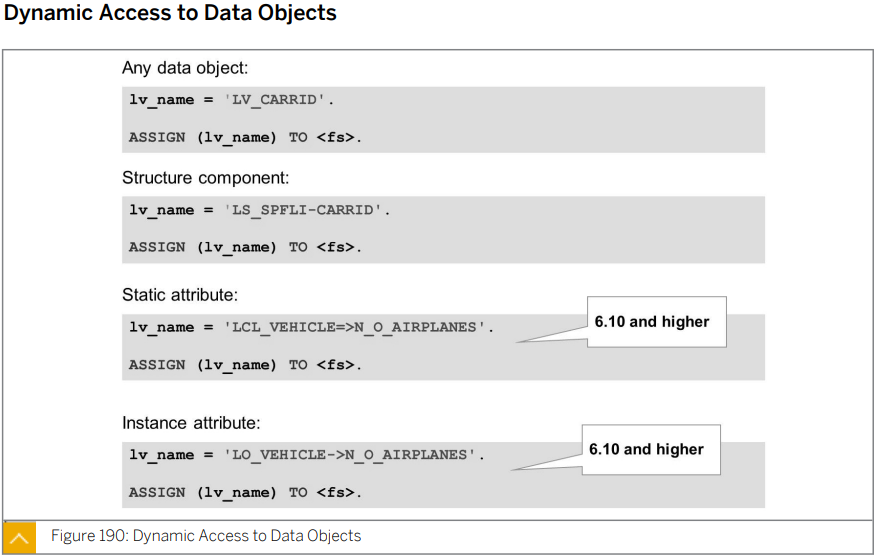 Dynamic Access to Data Objects
Any data object:
lv_name = 'LV_CARRID'.
ASSIGN (lv_name) TO <fs>.
Structure component:
lv_name = 'LS_SPFLI-CARRID'.
ASSIGN (lv_name) TO <fs>.
Static attribute:
lv_name = 'LCL_VEHICLE=>N_O_AIRPLANES'.
6.10 and higher
ASSIGN (lv_name) TO <fs>.
Instance attribute:
lv_name = 'LO_VEHICLE->N_O_AIRPLANES'.
6.10 and higher
ASSIGN (lv_name) TO <fs>.
Figure 190: Dynamic Access to Data Objects